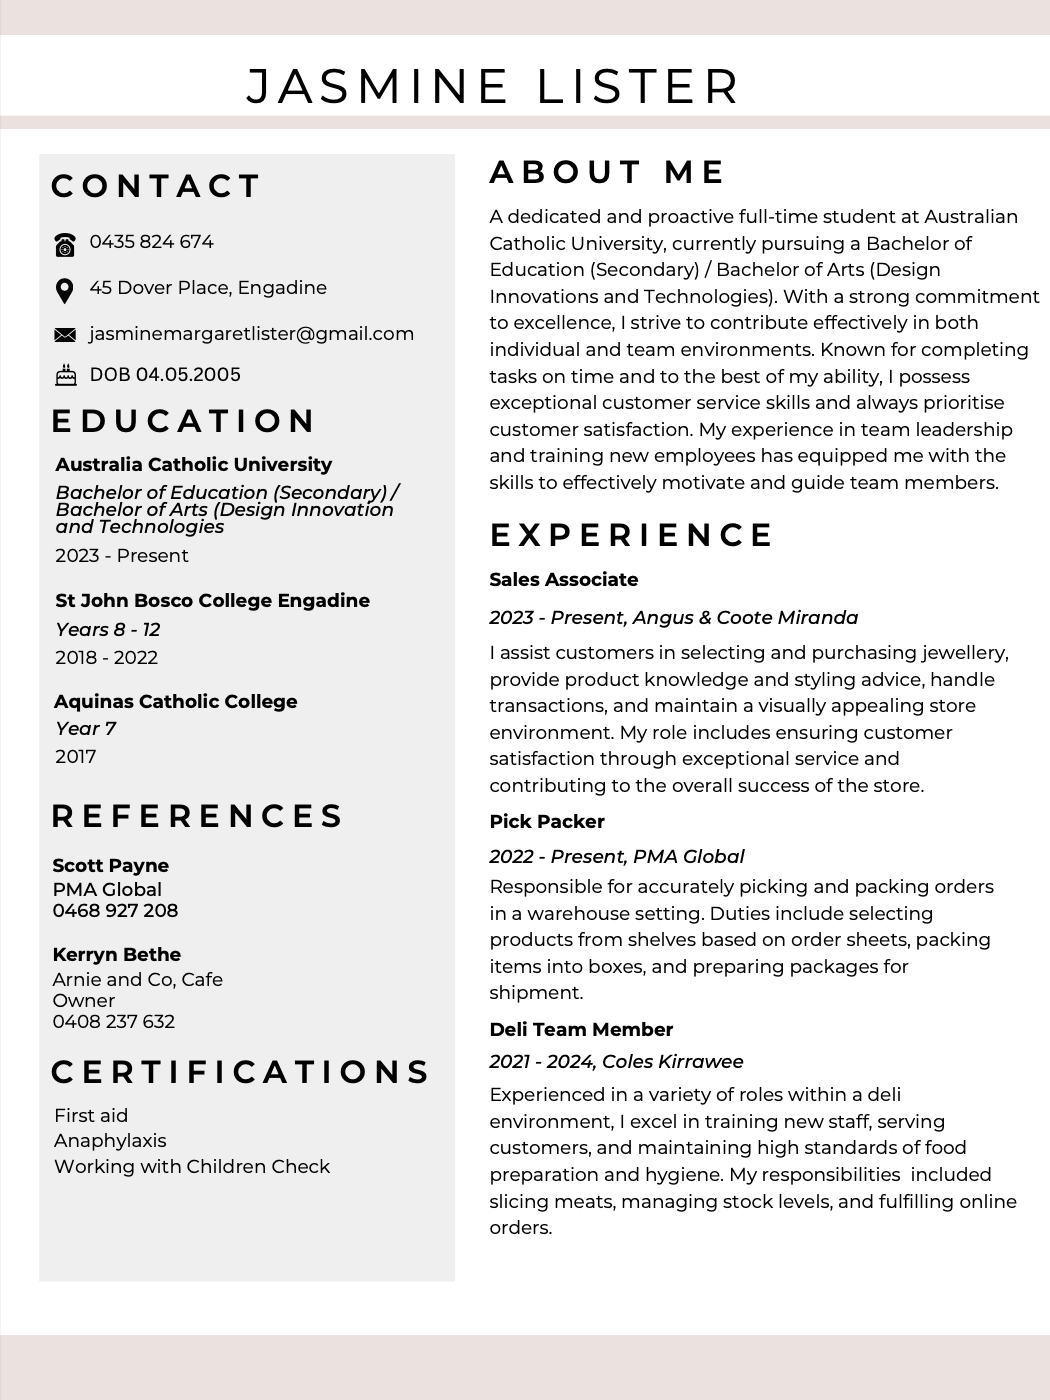 JASMINE LISTER
CONTACT
0435 824 674
45 Dover Place, Engadine
jasminemargaretlister@gmail.com
DOB 04.05.2005
EDUCATION
Australia Catholic University
Bachelor of Education (Secondary) /
Bachelor of Arts (Design Innovation
and Technologies
2023 - Present
St John Bosco College Engadine
Years 8 - 12
2018 - 2022
Aquinas Catholic College
Year 7
2017
REFERENCES
Scott Payne
PMA Global
0468 927 208
Kerryn Bethe
Arnie and Co, Cafe
Owner
0408 237 632
CERTIFICATIONS
First aid
Anaphylaxis
Working with Children Check
ABOUT ME
A dedicated and proactive full-time student at Australian
Catholic University, currently pursuing a Bachelor of
Education (Secondary) / Bachelor of Arts (Design
Innovations and Technologies). With a strong commitment
to excellence, I strive to contribute effectively in both
individual and team environments. Known for completing
tasks on time and to the best of my ability, I possess
exceptional customer service skills and always prioritise
customer satisfaction. My experience in team leadership
and training new employees has equipped me with the
skills to effectively motivate and guide team members.
EXPERIENCE
Sales Associate
2023 - Present, Angus & Coote Miranda
I assist customers in selecting and purchasing jewellery,
provide product knowledge and styling advice, handle
transactions, and maintain a visually appealing store
environment. My role includes ensuring customer
satisfaction through exceptional service and
contributing to the overall success of the store.
Pick Packer
2022 - Present, PMA Global
Responsible for accurately picking and packing orders
in a warehouse setting. Duties include selecting
products from shelves based on order sheets, packing
items into boxes, and preparing packages for
shipment.
Deli Team Member
2021 - 2024, Coles Kirrawee
Experienced in a variety of roles within a deli
environment, I excel in training new staff, serving
customers, and maintaining high standards of food
preparation and hygiene. My responsibilities  included
slicing meats, managing stock levels, and fulfilling online
orders.